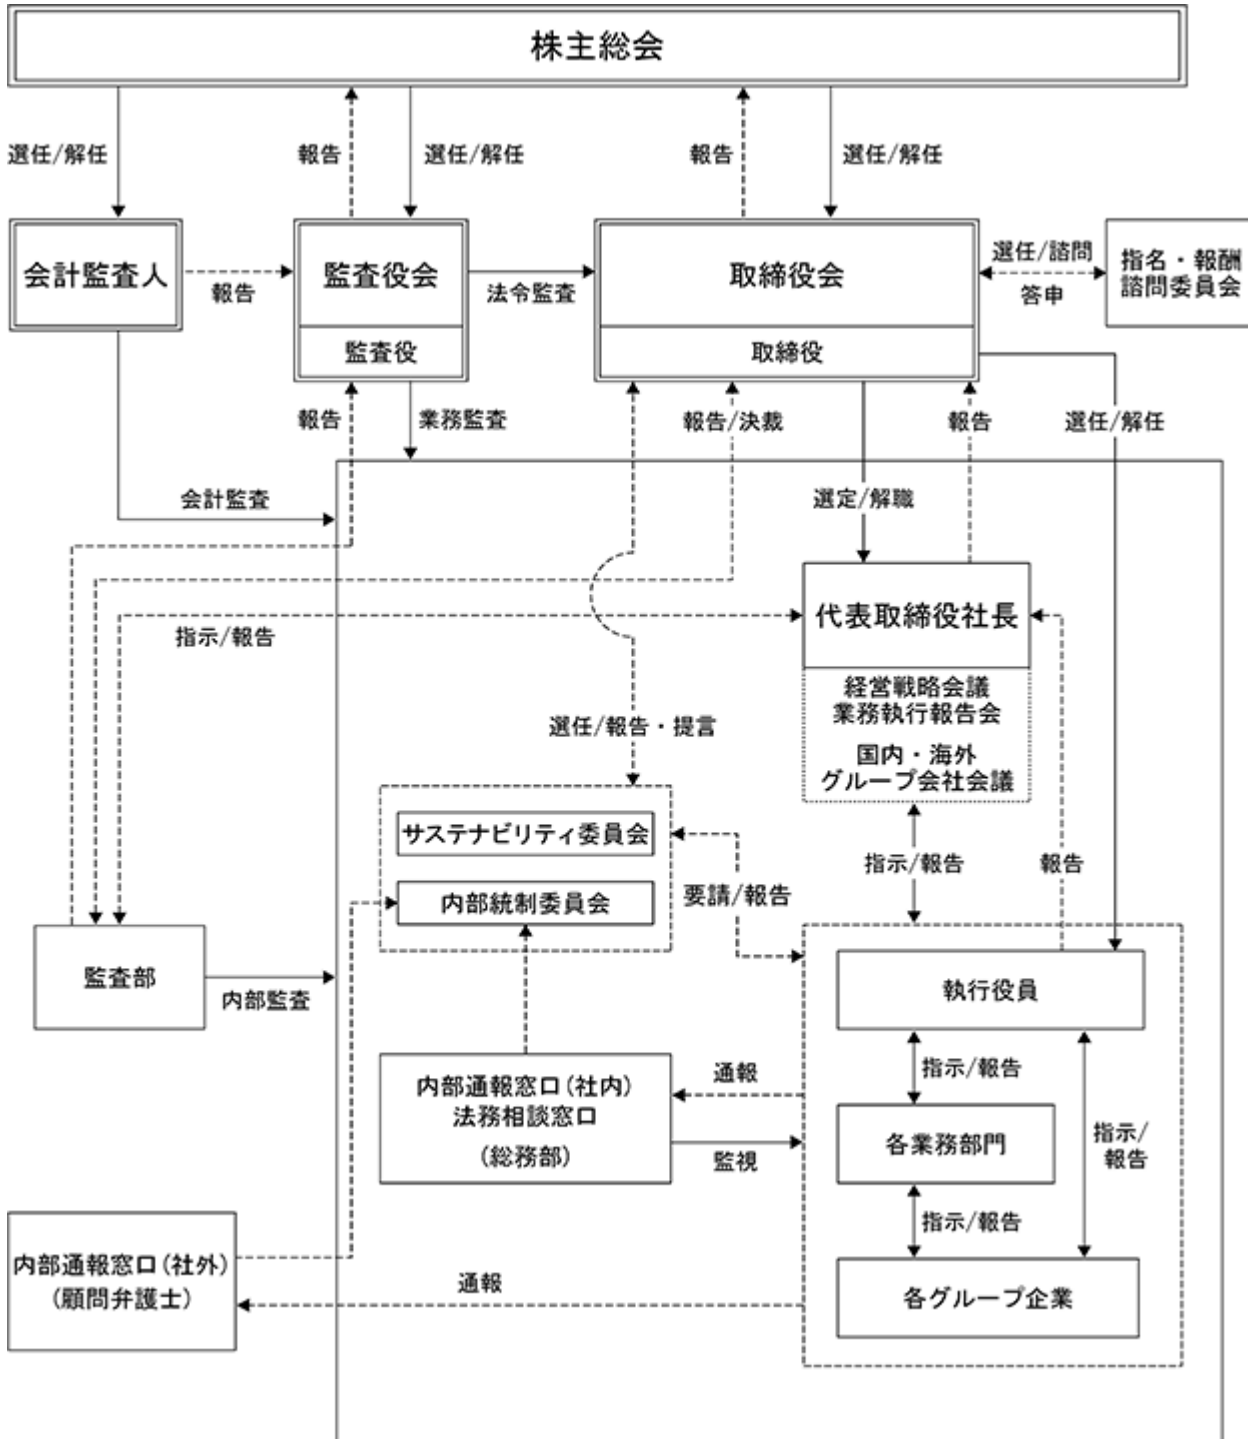 株主総会
選任/解任
報告
選任/解任
報告
選任/解任
会計監査人
報告
監査役会
監査役
法令監査
取締役会
取締役
選任/諮問
答申
指名・報酬
諮問委員会
報告
業務監査
報告/決裁
報告
選任/解任
会計監査
選定/解職
指示/報告
代表取締役社長
経営戦略会議
業務執行報告会
国内・海外
グループ会社会議
選任/報告・提言
サステナビリティ委員会
内部統制委員会
要請/報告
指示/報告
報告
監査部
内部監査
執行役員
指示/報告
内部通報窓口(社内)
法務相談窓口
(総務部)
通報
監視
各業務部門
指示/
報告
指示/報告
内部通報窓口(社外)
(顧問弁護士)
通報
各グループ企業